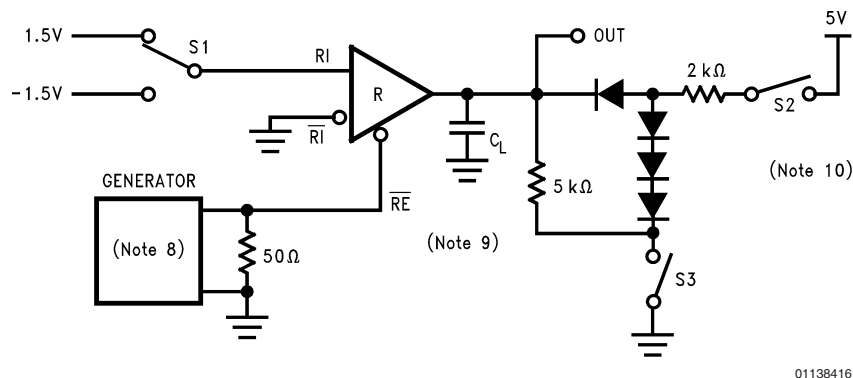 1.5V
S1
-1.5V
RI
R
RI
RE
GENERATOR
(Note 8)
50Ω
CL
OUT
5 kΩ
(Note 9)
2 kΩ
S2
5V
(Note 10)
S3
01138416